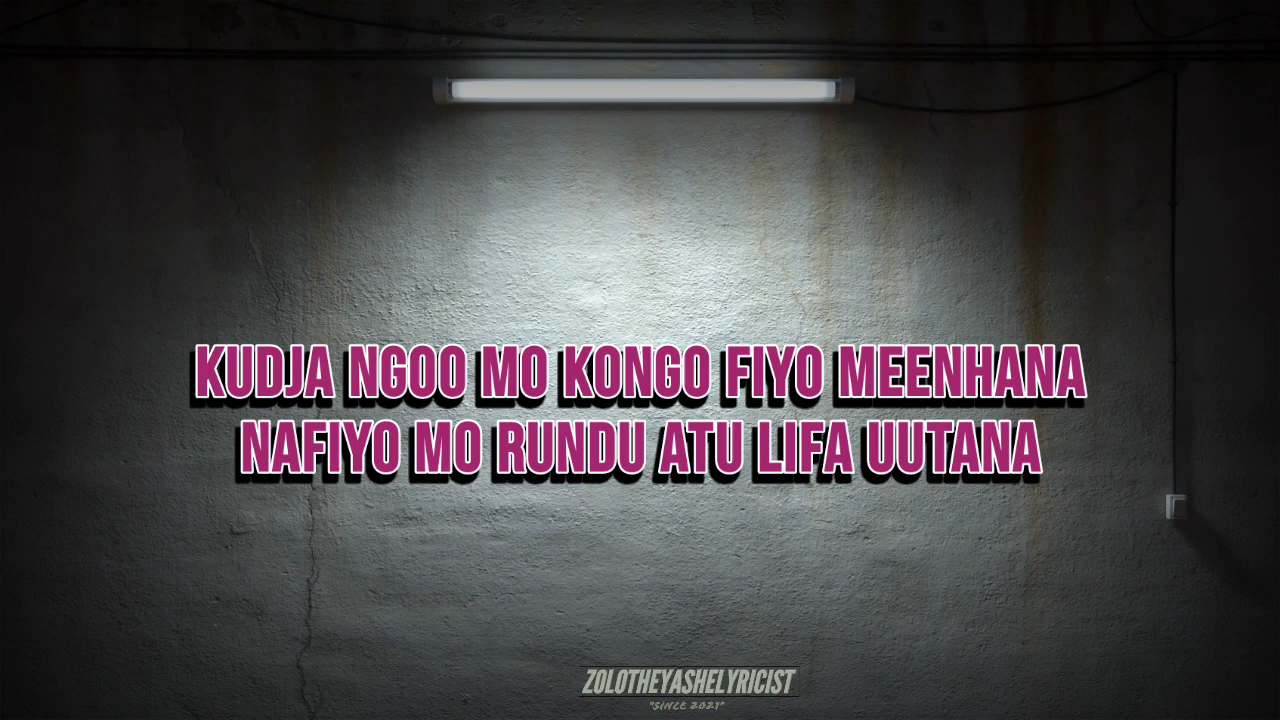 KUDJA NGOO MO KONGO FIYO MEENHANA
NAFIYO MO RUNDU ATU LIFA UUTANA
ZOLOTHEYASHELYRICIST
"SINCE 2021"